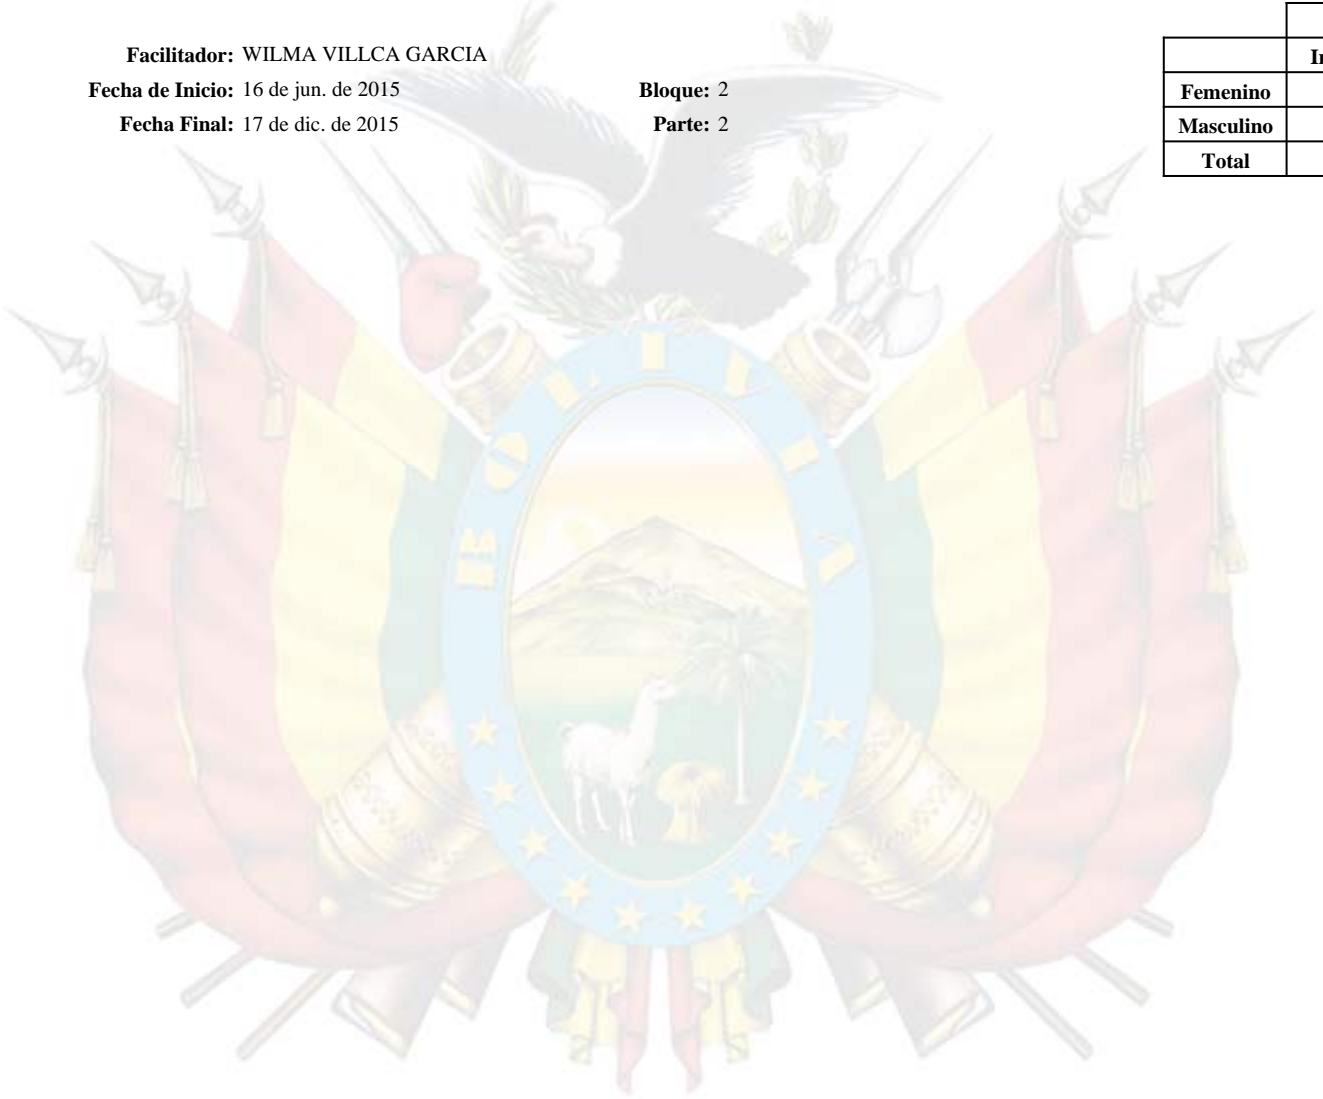 Facilitador: WILMA VILLCA GARCIA
Fecha de Inicio: 16 de jun. de 2015 Bloque: 2
Fecha Final: 17 de dic. de 2015 Parte: 2
Femenino
Masculino
Total
BOLIVIA